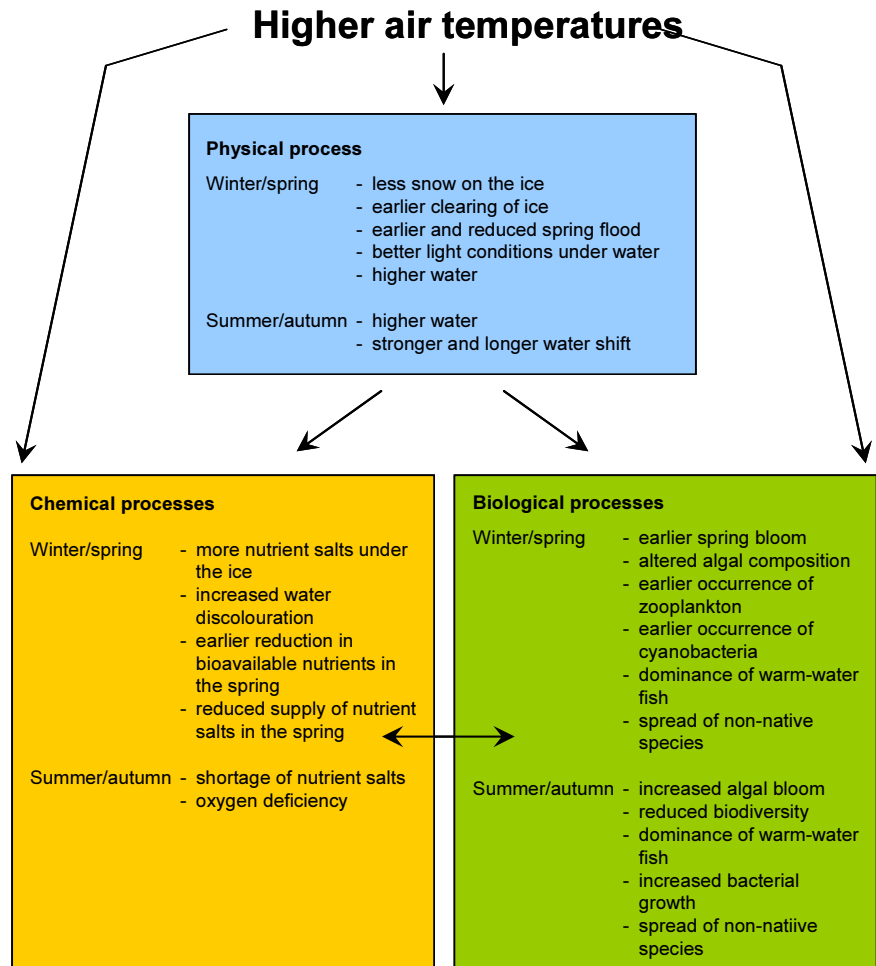 Higher air temperatures
Physical process
Winter/spring - less snow on the ice
- earlier clearing of ice
- earlier and reduced spring flood
- better light conditions under water
- higher water
Summer/autumn - higher water
- stronger and longer water shift
Chemical processes
Winter/spring - more nutrient salts under
the ice
- increased water
discolouration
- earlier reduction in
bioavailable nutrients in
the spring
- reduced supply of nutrient
salts in the spring
Summer/autumn - shortage of nutrient salts
- oxygen deficiency
Biological processes
Winter/spring - earlier spring bloom
- altered algal composition
- earlier occurrence of
zooplankton
- earlier occurrence of
cyanobacteria
- dominance of warm-water
fish
- spread of non-native
species
Summer/autumn - increased algal bloom
- reduced biodiversity
- dominance of warm-water
fish
- increased bacterial
growth
- spread of non-natiive
species